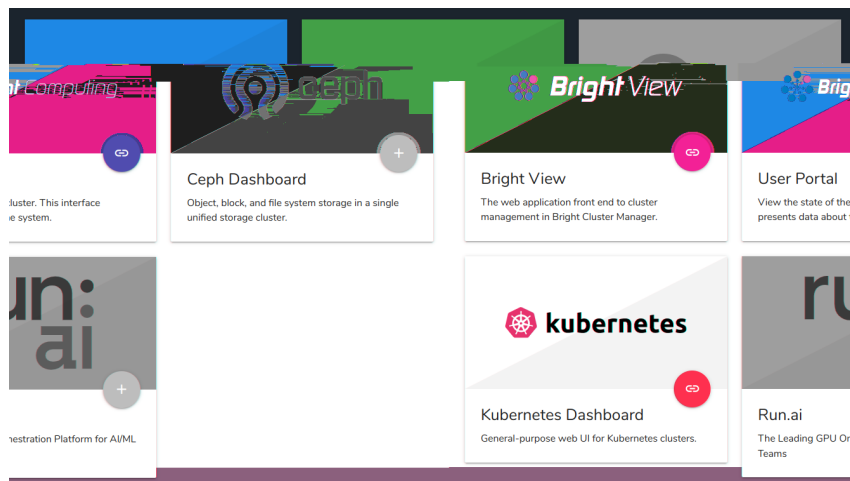 nt Computing
ceph
Bright View
Brig
Ceph Dashboard
Bright View
User Portal
cluster. This interface
e system.
Object, block, and file system storage in a single
unified storage cluster.
The web application front end to cluster
management in Bright Cluster Manager.
View the state of the
presents data about
un:
ai
kubernetes
ru
Kubernetes Dashboard
Run.ai
hestration Platform for AI/ML
General-purpose web UI for Kubernetes clusters.
The Leading GPU Or
Teams